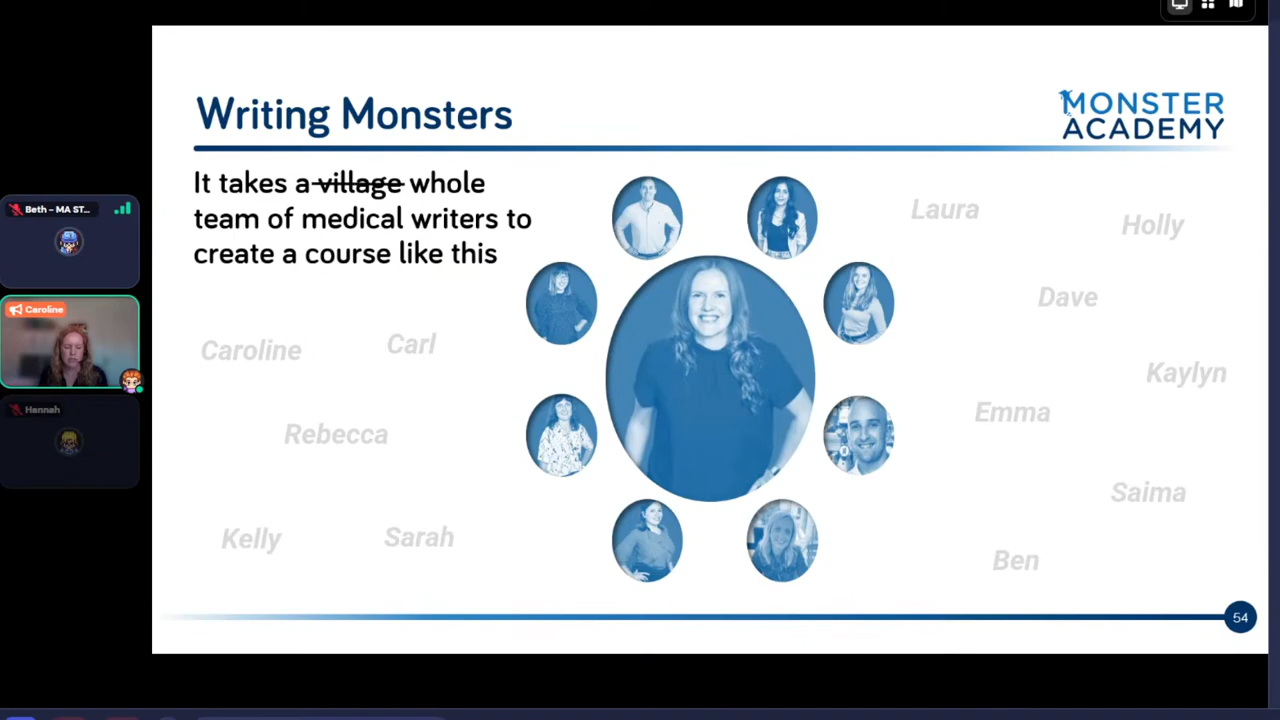 Writing Monsters
MONSTER
ACADEMY
It takes a village whole
team of medical writers to
create a course like this
Beth - MA ST...
Caroline
Hannah
Caroline
Carl
Rebecca
Kelly
Sarah
Laura
Holly
Dave
Kaylyn
Emma
Saima
Ben
54